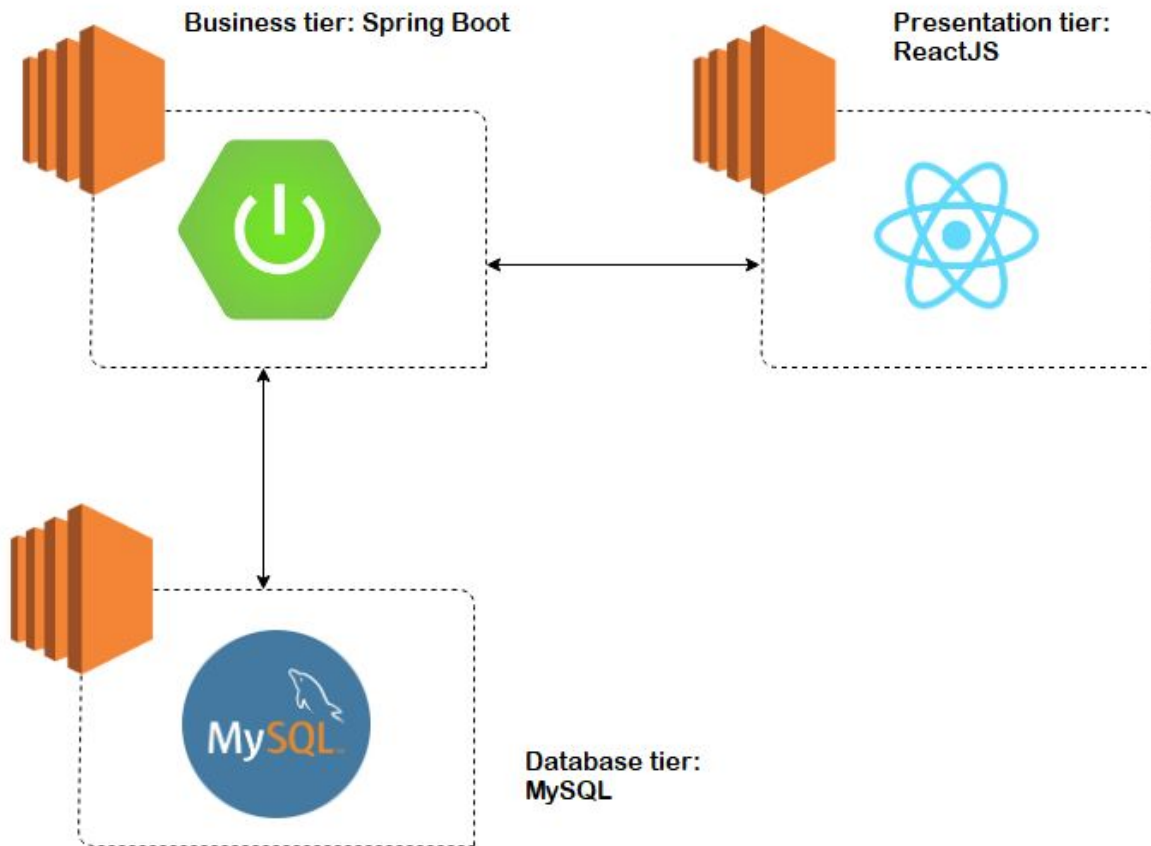 Business tier: Spring Boot
Presentation tier:
ReactJS
MySQL
Database tier:
MySQL